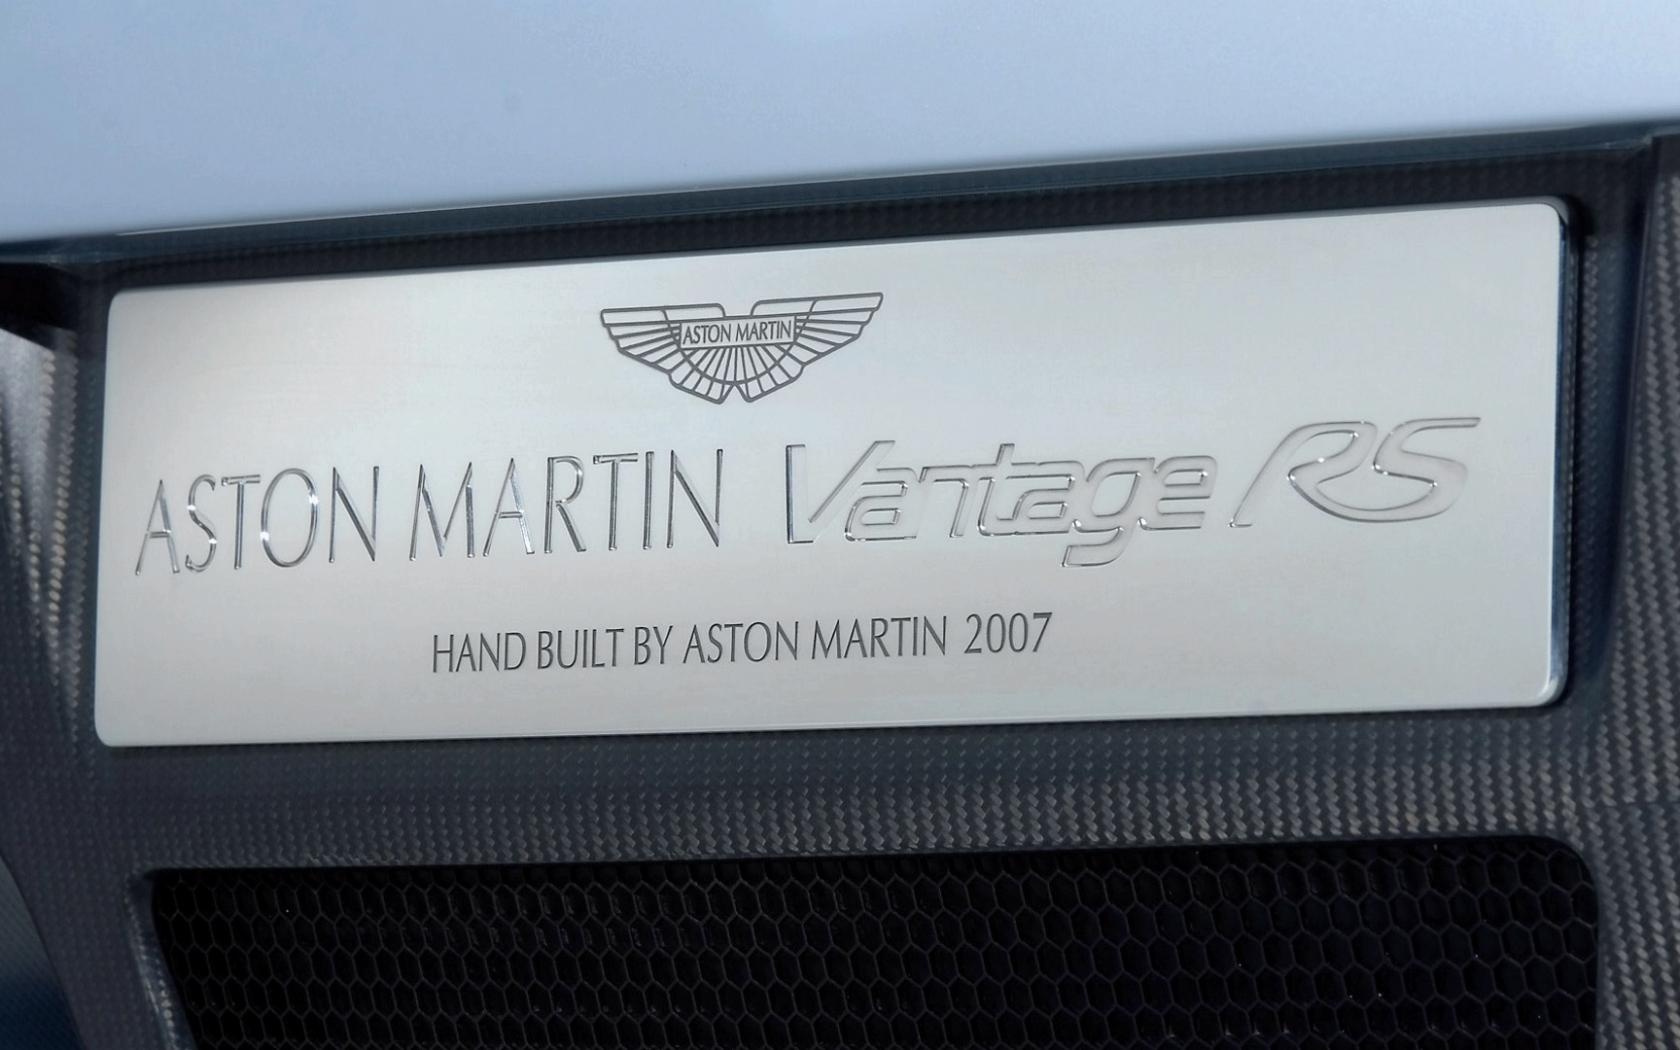 ASTON MARTIN
ASTON MARTIN Vantage RS
HAND BUILT BY ASTON MARTIN 2007